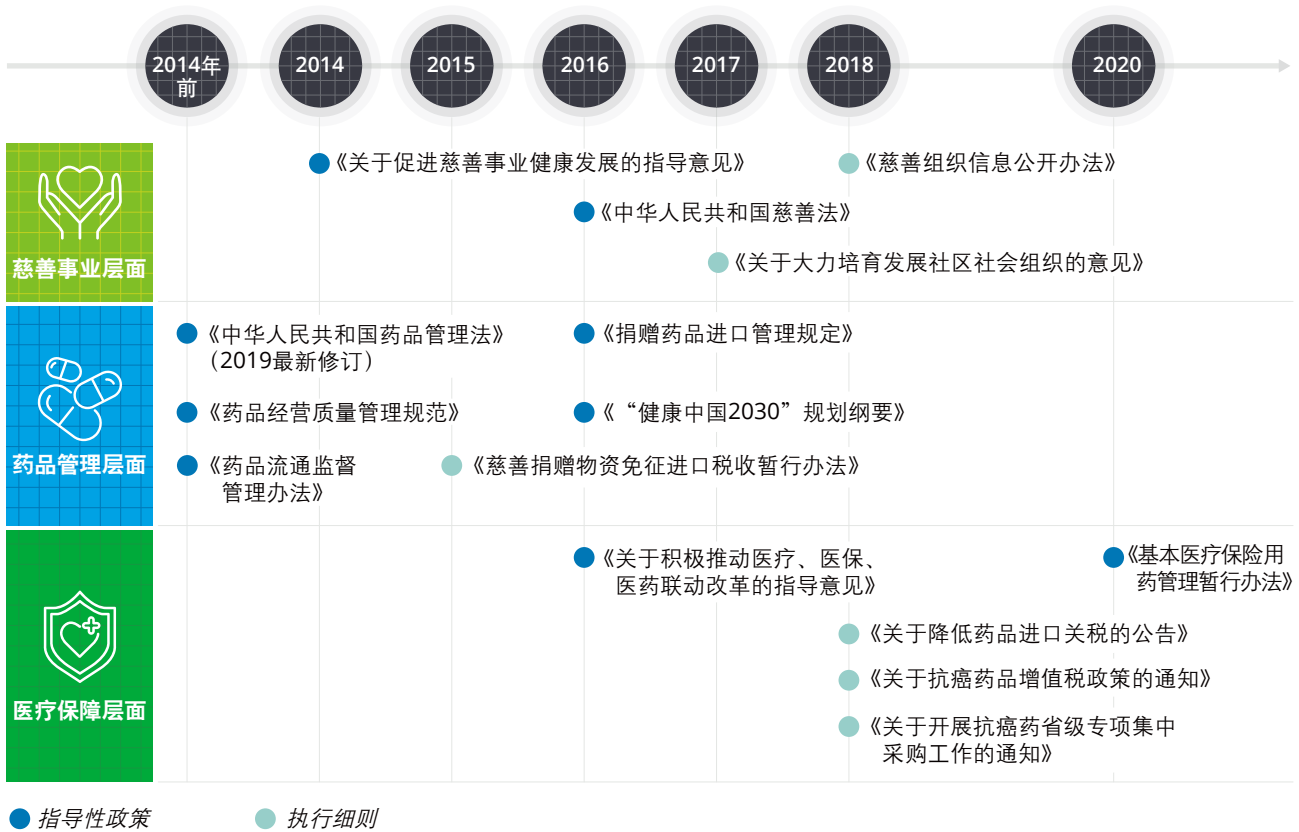 2014年
前
2014
2015
2016
2017
2018
2020
慈善事业层面
《关于促进慈善事业健康发展的指导意见》
《慈善组织信息公开办法》
《中华人民共和国慈善法》
《关于大力培育发展社区社会组织的意见》
药品管理层面
《中华人民共和国药品管理法》
（2019最新修订）
《捐赠药品进口管理规定》
《药品经营质量管理规范》
《“健康中国2030”规划纲要》
《药品流通监督
管理办法》
《慈善捐赠物资免征进口税收暂行办法》
医疗保障层面
《关于积极推动医疗、医保、
医药联动改革的指导意见》
《基本医疗保险用
药管理暂行办法》
《关于降低药品进口关税的公告》
《关于抗癌药品增值税政策的通知》
《关于开展抗癌药省级专项集中
采购工作的通知》
指导性政策
执行细则